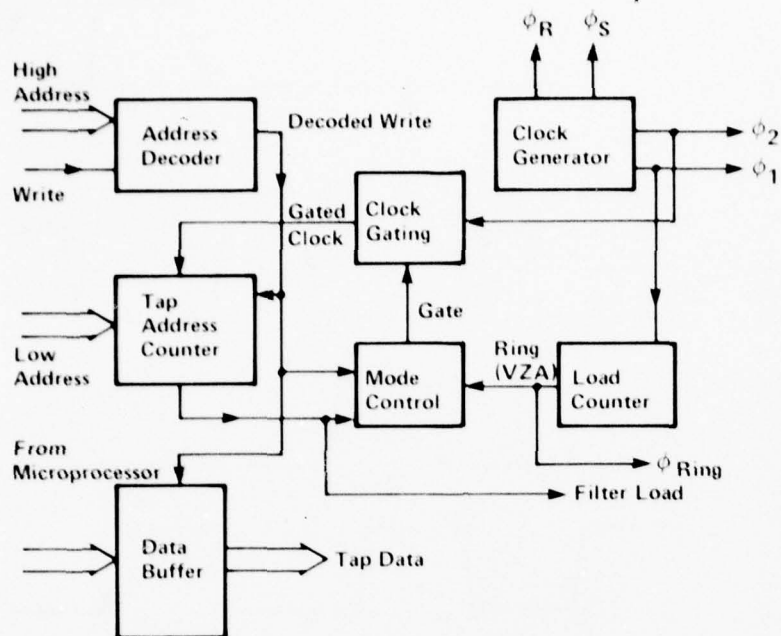 ϕR
ϕS
High
Address
Address
Decoder
Decoded Write
Clock
Generator
ϕ2
ϕ1
Write
Gated
Clock
Clock
Gating
Tap
Address
Counter
Gate
Low
Address
Ring
(VZA)
Mode
Control
Load
Counter
From
Microprocessor
ϕRing
Filter Load
Data
Buffer
Tap Data